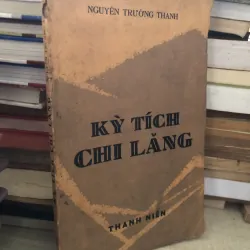 NGUYỄN TRƯỜNG THANH
KỲ TÍCH
CHI LĂNG
THANH NIÊN